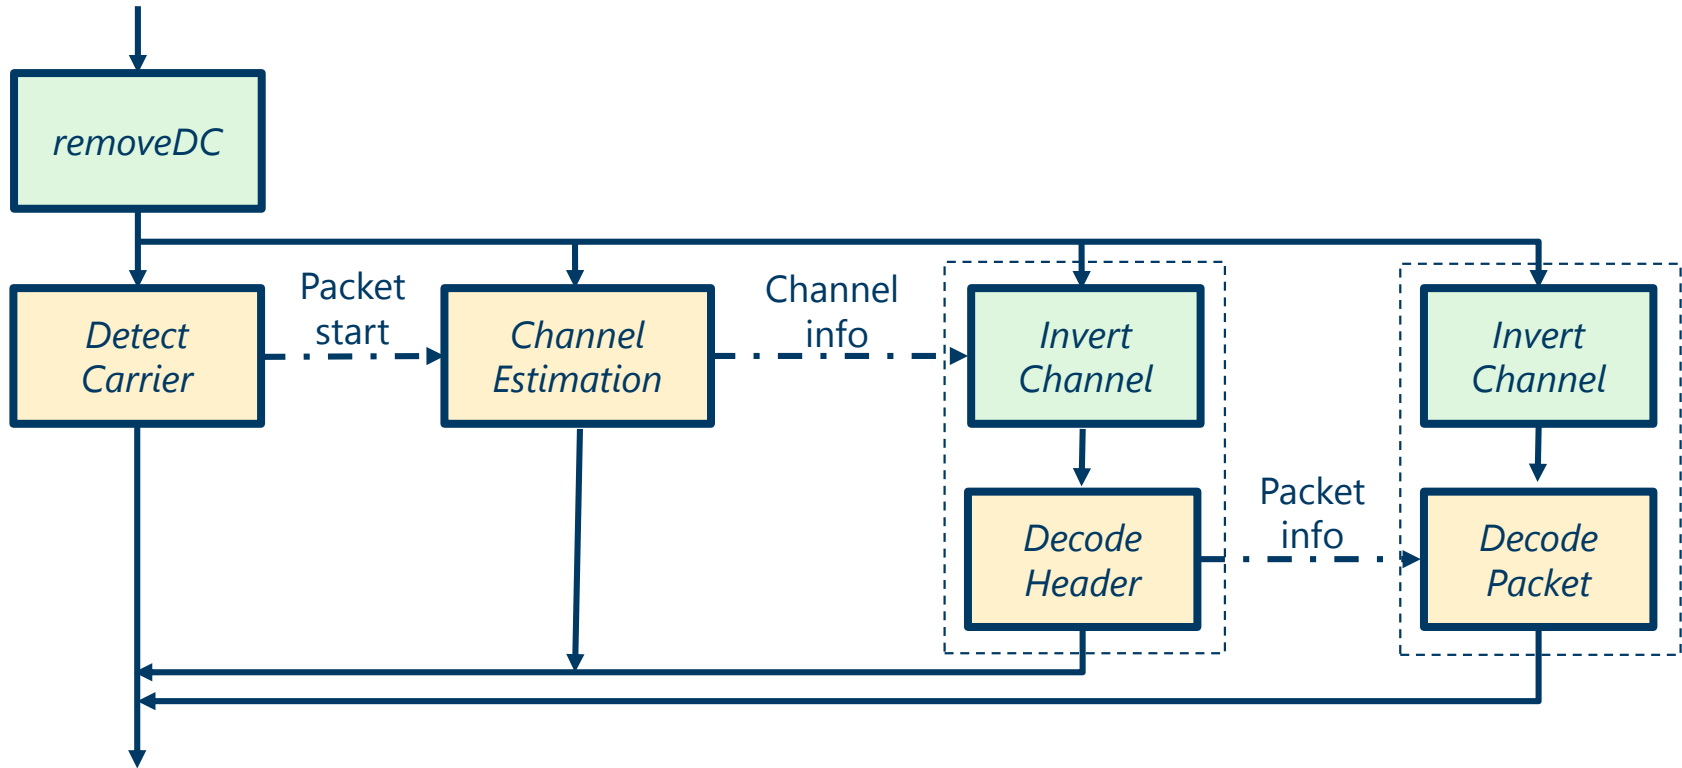 removeDC
Detect
Carrier
Packet
start
Channel
Estimation
Channel
info
Invert
Channel
Invert
Channel
Decode
Header
Packet
info
Decode
Packet